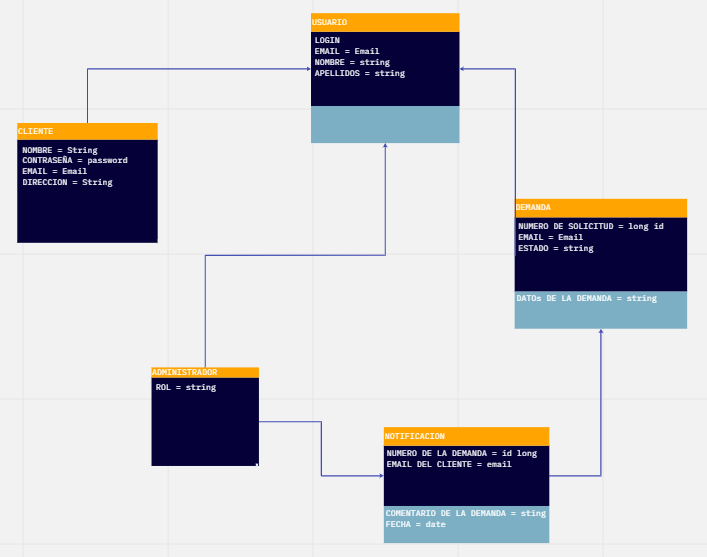 USUARIO
LOGIN
EMAIL = Email
NOMBRE = string
APELLIDOS = string
CLIENTE
NOMBRE = String
CONTRASEÑA = password
EMAIL = Email
DIRECCION = String
DEMANDA
NUMERO DE SOLICITUD = long id
EMAIL = Email
ESTADO = string
DATOs DE LA DEMANDA = string
ADMINISTRADOR
ROL = string
NOTIFICACION
NUMERO DE LA DEMANDA = id long
EMAIL DEL CLIENTE = email
COMENTARIO DE LA DEMANDA = sting
FECHA = date